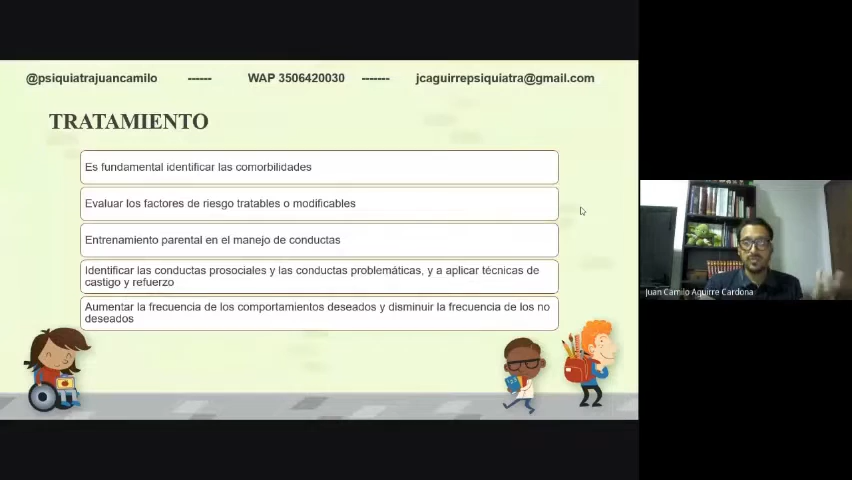 @psiquiatrajuancamilo ------ WAP 3506420030 ------- jcaguirrepsiquiatra@gmail.com
TRATAMIENTO
Es fundamental identificar las comorbilidades
Evaluar los factores de riesgo tratables o modificables
Entrenamiento parental en el manejo de conductas
Identificar las conductas prosociales y las conductas problemáticas, y a aplicar técnicas de
castigo y refuerzo
Aumentar la frecuencia de los comportamientos deseados y disminuir la frecuencia de los no
deseados
Juan Camilo Aguirre Cardona